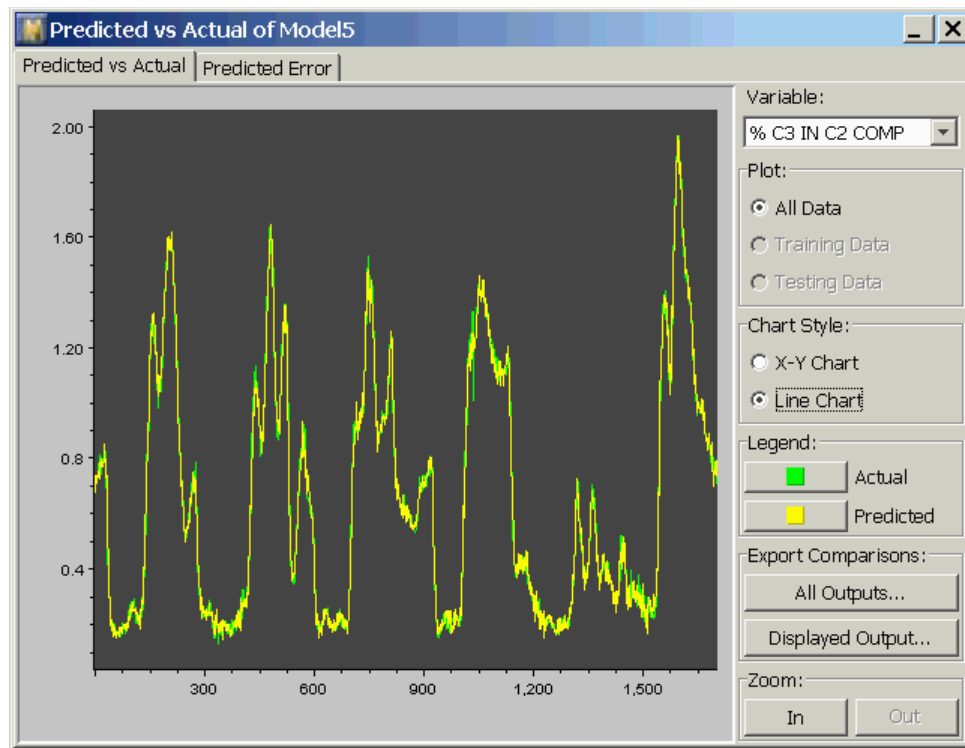 Predicted vs Actual of Model5
Predicted vs Actual
Predicted Error
2.00
1.60
1.20
0.8
0.4
300
600
900
1,200
1,500
Variable:
% C3 IN C2 COMP
Plot:
All Data
Training Data
Testing Data
Chart Style:
X-Y Chart
Line Chart
Legend:
Actual
Predicted
Export Comparisons:
All Outputs...
Displayed Output...
Zoom:
In
Out